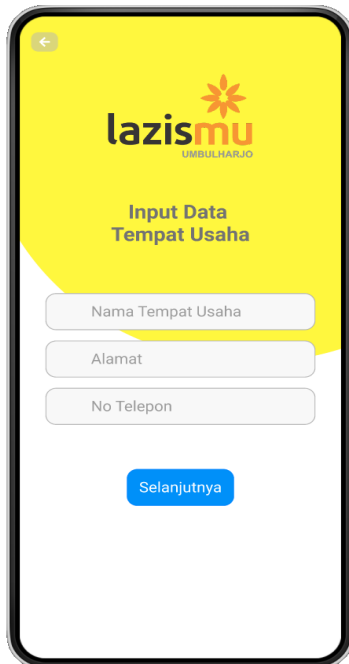 lazismu
UMBULHARJO
Input Data
Tempat Usaha
Nama Tempat Usaha
Alamat
No Telepon
Selanjutnya